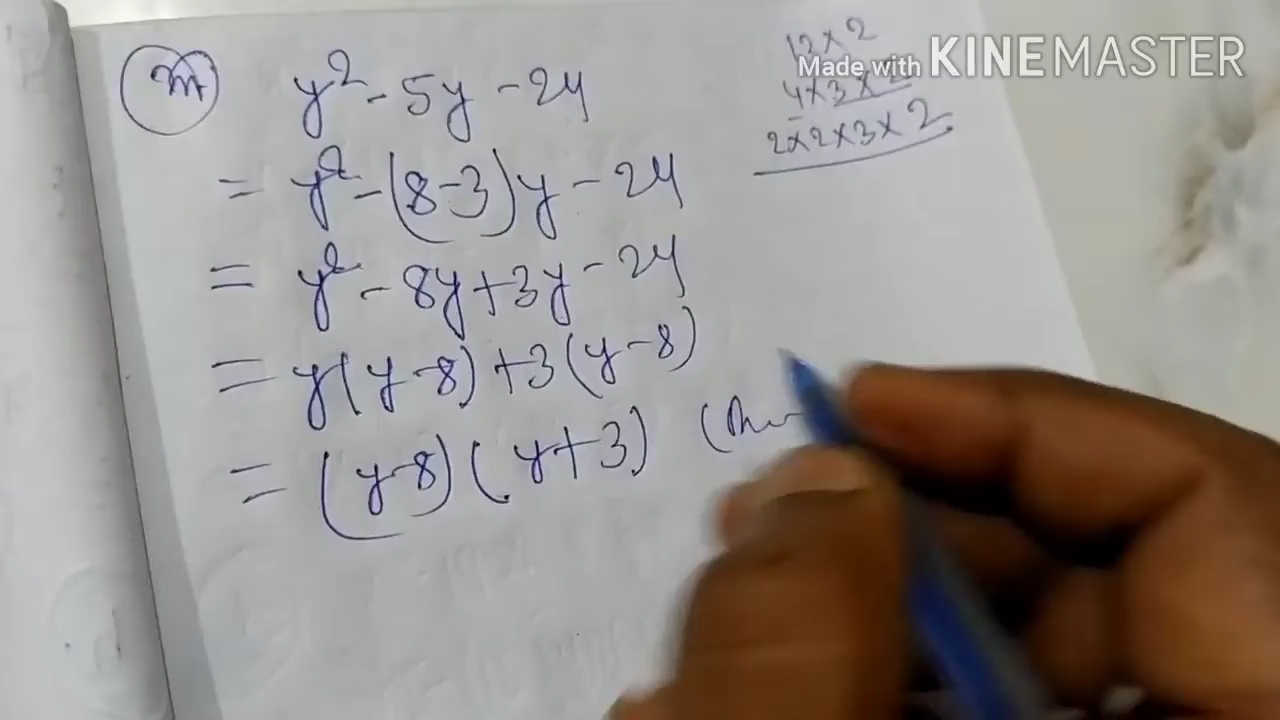 m y² - 5y - 24
= y² - (8-3)y - 24
= y² - 8y + 3y - 24
= y(y-8) + 3(y-8)
= (y-8)(y+3)
12×2
Made with KINEMASTER
4×3×2
2×2×3×2